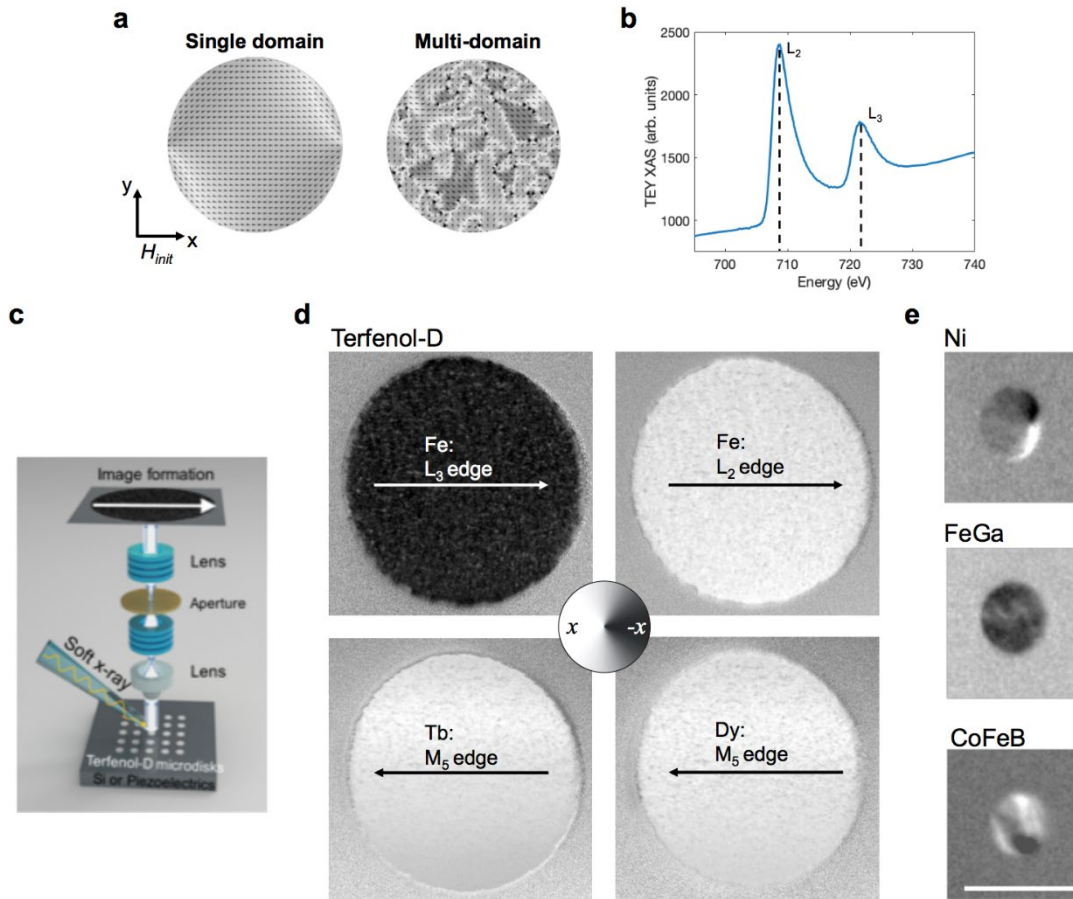 a
Single domain
Multi-domain
y
x
H_init
b
TEY XAS (arb. units)
2500
2000
1500
1000
L₂
L₃
700
710
720
730
740
Energy (eV)
c
Image formation
Lens
Aperture
Lens
Soft x-ray
Terfenol-D microdisks
Si or Piezoelectrics
d
Terfenol-D
Fe:
L₃ edge
Fe:
L₂ edge
x
-x
Tb:
M₅ edge
Dy:
M₅ edge
e
Ni
FeGa
CoFeB